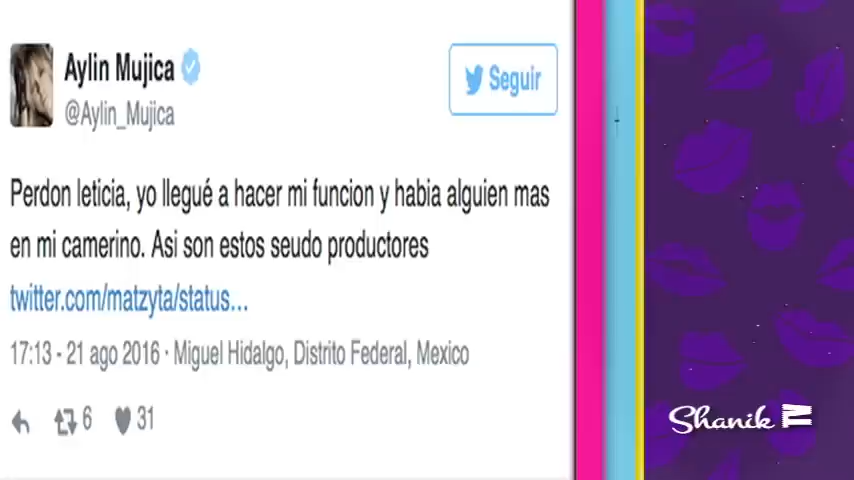 Aylin Mujica
@Aylin_Mujica
Seguir
Perdon leticia, yo llegué a hacer mi funcion y habia alguien mas
en mi camerino. Asi son estos seudo productores
twitter.com/matzyta/status...
17:13 - 21 ago 2016 · Miguel Hidalgo, Distrito Federal, Mexico
6 31
Shanik